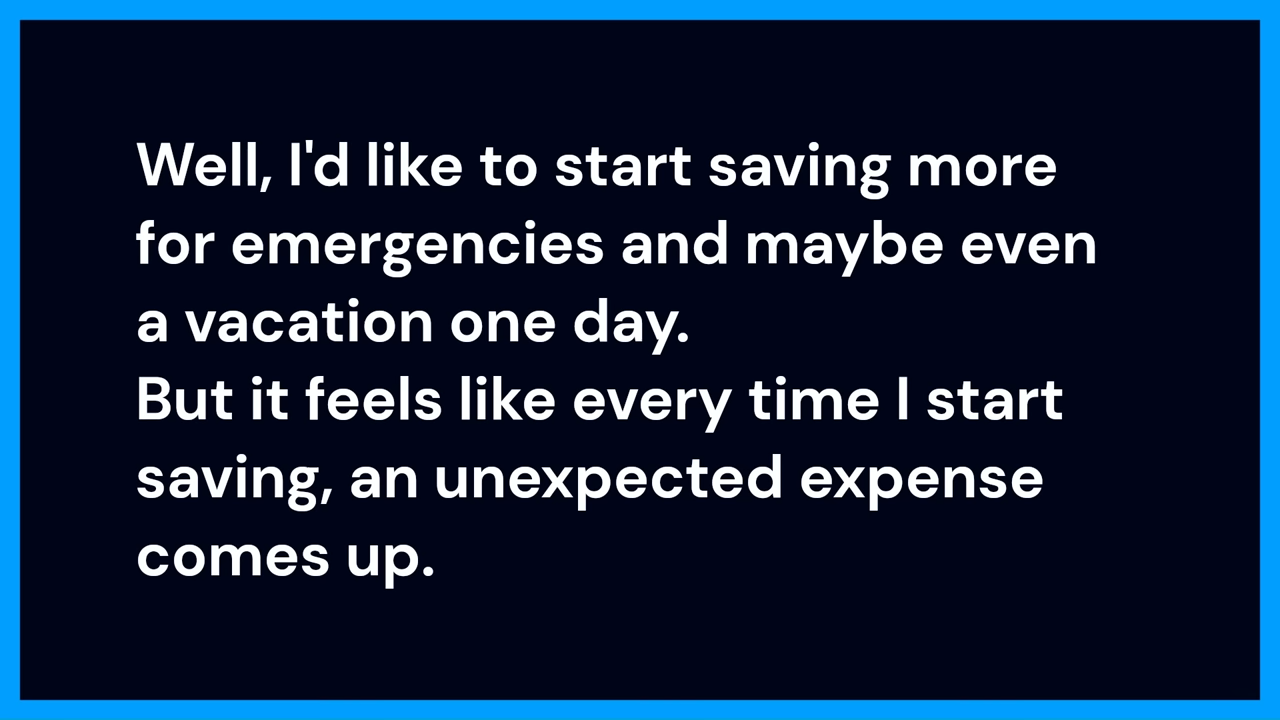 Well, I'd like to start saving more
for emergencies and maybe even
a vacation one day.
But it feels like every time I start
saving, an unexpected expense
comes up.